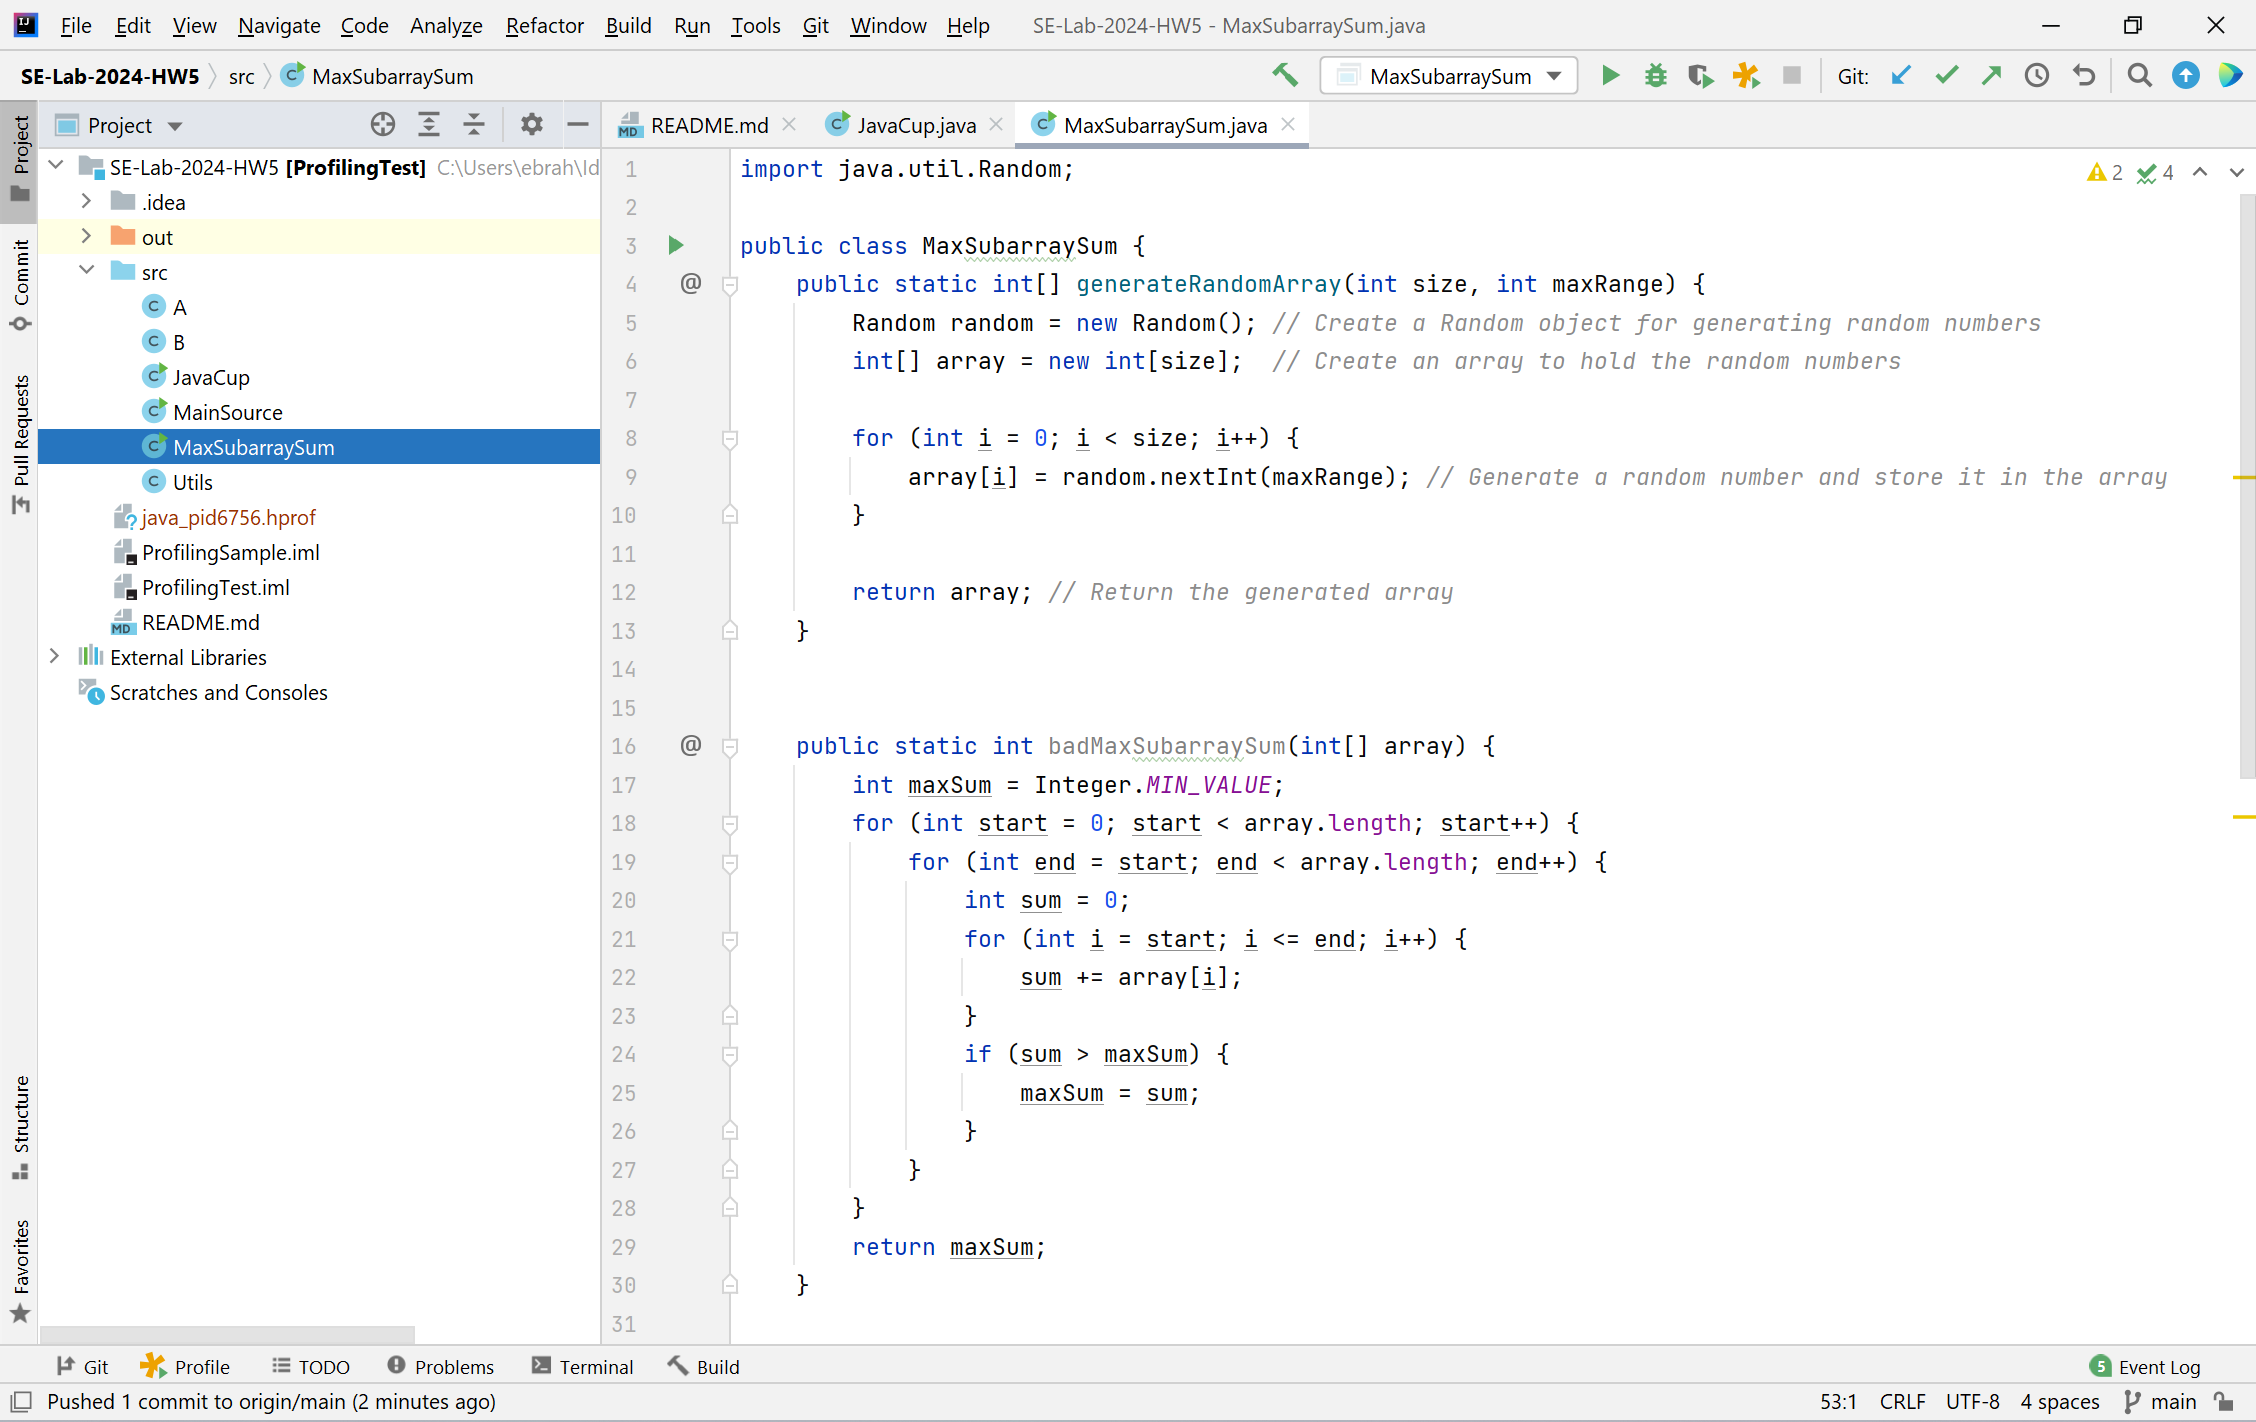 File Edit View Navigate Code Analyze Refactor Build Run Tools Git Window Help SE-Lab-2024-HW5 - MaxSubarraySum.java
SE-Lab-2024-HW5 src MaxSubarraySum MaxSubarraySum Git:
Project README.md JavaCup.java MaxSubarraySum.java
Project
Commit
Pull Requests
Structure
Favorites
SE-Lab-2024-HW5 [ProfilingTest] C:\Users\ebrah\Id
.idea
out
src
A
B
JavaCup
MainSource
MaxSubarraySum
Utils
java_pid6756.hprof
ProfilingSample.iml
ProfilingTest.iml
README.md
External Libraries
Scratches and Consoles
2 4
1 import java.util.Random;
2
3 public class MaxSubarraySum {
4 @ public static int[] generateRandomArray(int size, int maxRange) {
5 Random random = new Random(); // Create a Random object for generating random numbers
6 int[] array = new int[size]; // Create an array to hold the random numbers
7
8 for (int i = 0; i < size; i++) {
9 array[i] = random.nextInt(maxRange); // Generate a random number and store it in the array
10 }
11
12 return array; // Return the generated array
13 }
14
15
16 @ public static int badMaxSubarraySum(int[] array) {
17 int maxSum = Integer.MIN_VALUE;
18 for (int start = 0; start < array.length; start++) {
19 for (int end = start; end < array.length; end++) {
20 int sum = 0;
21 for (int i = start; i <= end; i++) {
22 sum += array[i];
23 }
24 if (sum > maxSum) {
25 maxSum = sum;
26 }
27 }
28 }
29 return maxSum;
30 }
31
Git Profile TODO Problems Terminal Build 5 Event Log
Pushed 1 commit to origin/main (2 minutes ago) 53:1 CRLF UTF-8 4 spaces main